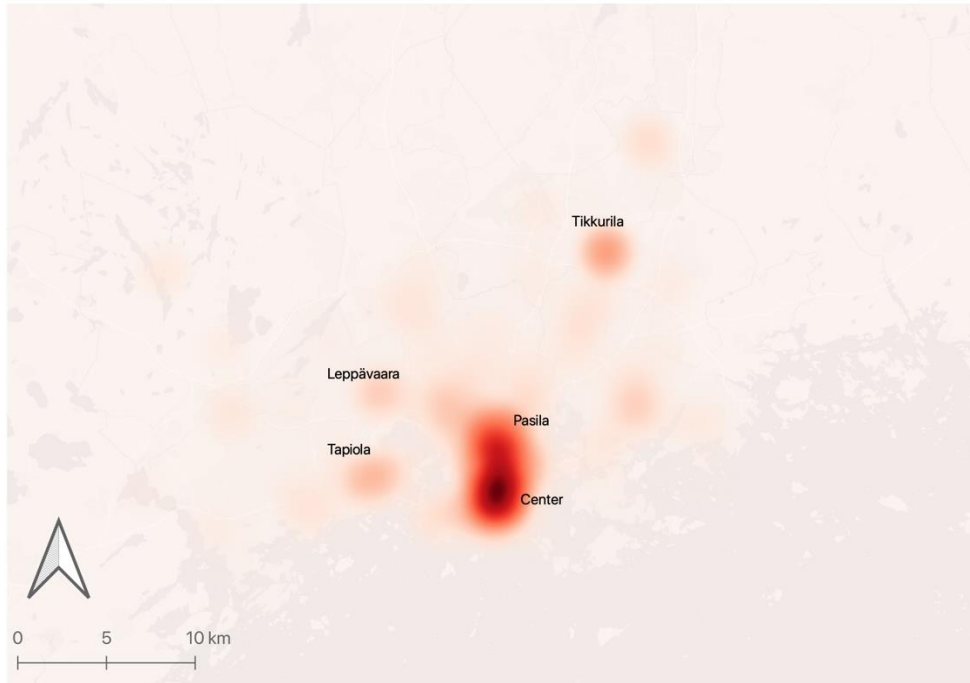 Tikkurila
Leppävaara
Pasila
Tapiola
Center
0 5 10 km